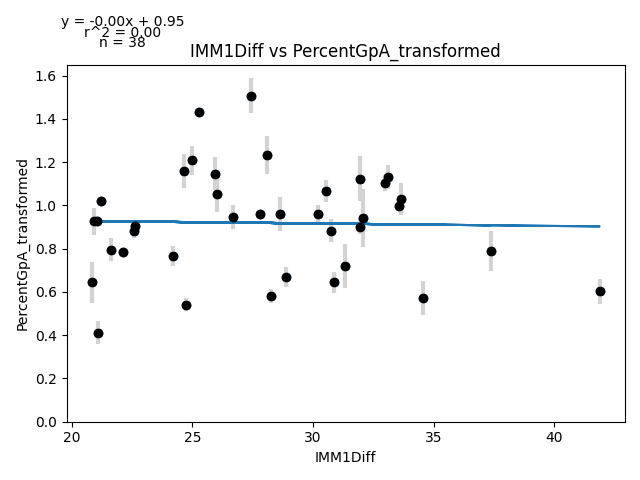 y = -0.00x + 0.95
r^2 = 0.00
n = 38
IMM1Diff vs PercentGpA_transformed
PercentGpA_transformed
1.6
1.4
1.2
1.0
0.8
0.6
0.4
0.2
0.0
20
25
30
35
40
IMM1Diff